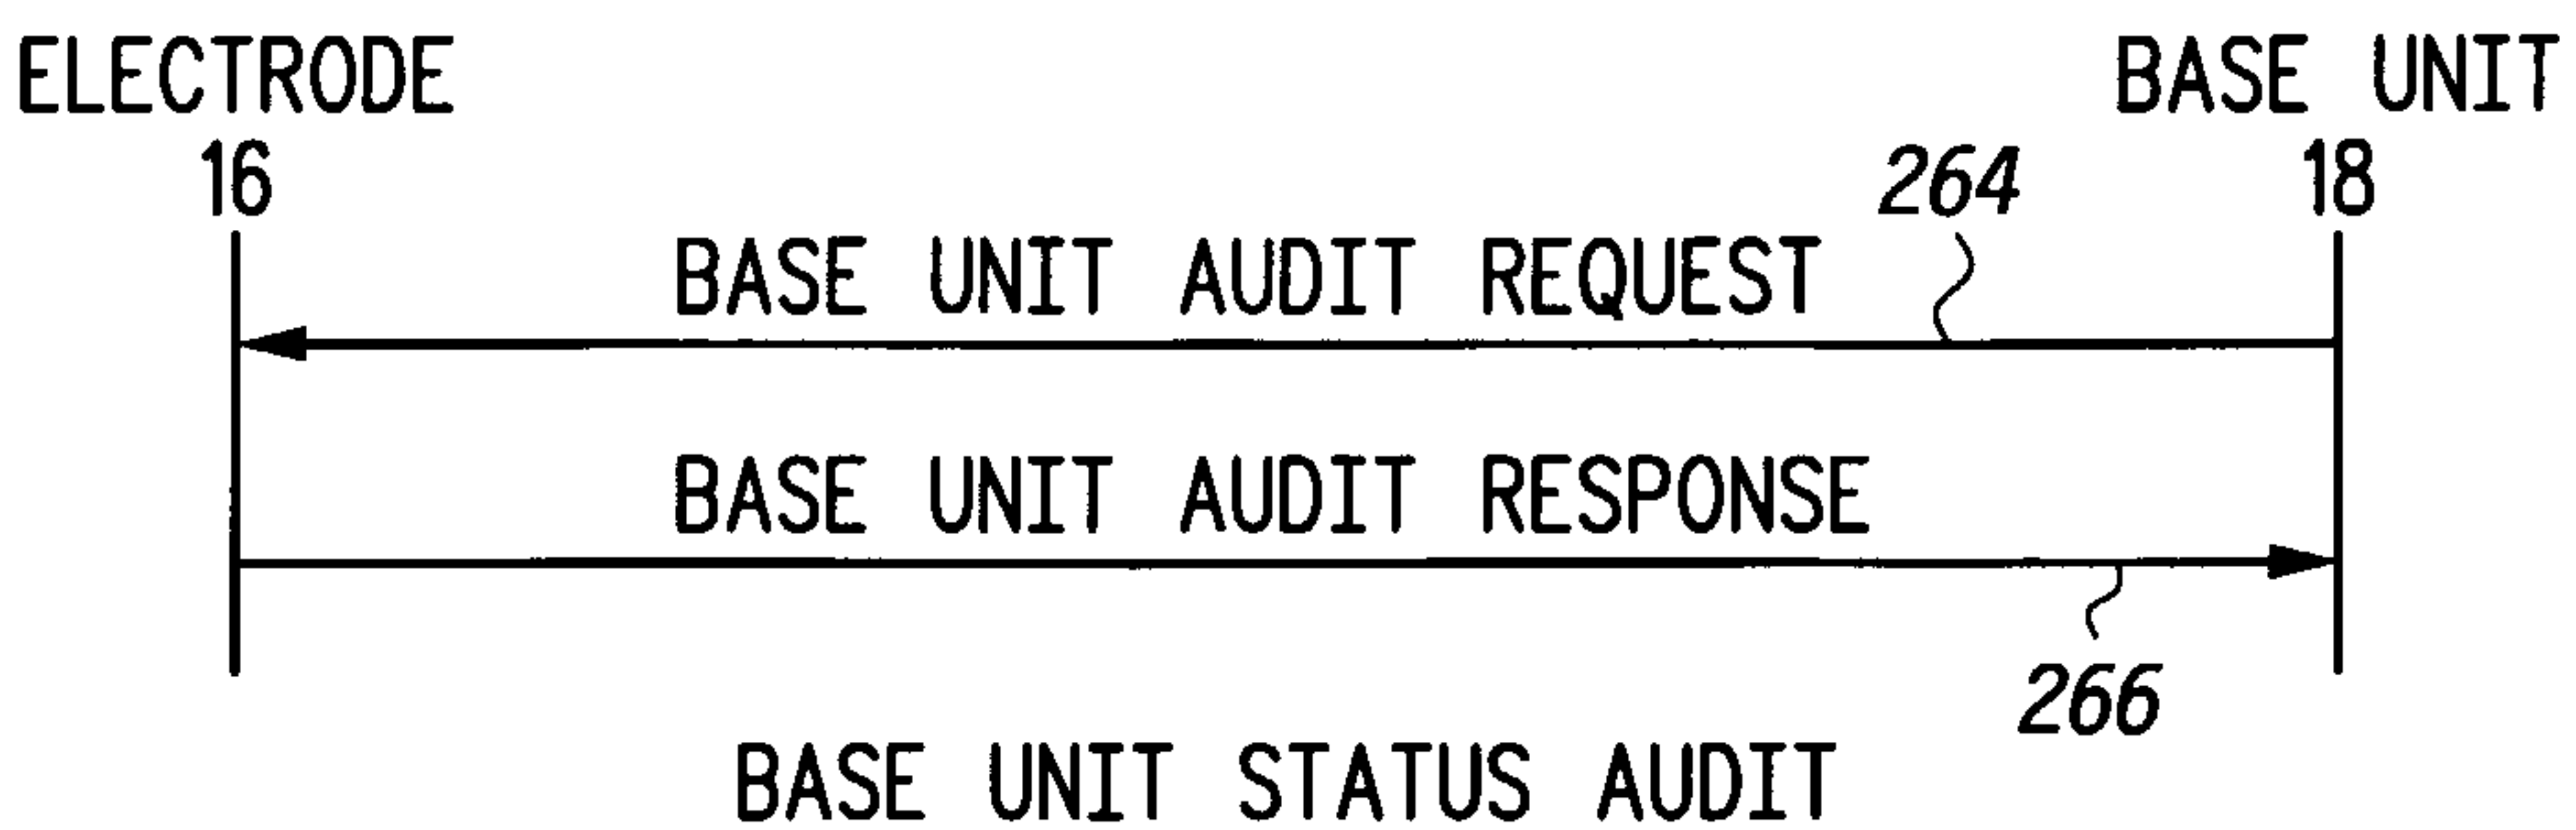 ELECTRODE BASE UNIT
16 264 18
BASE UNIT AUDIT REQUEST
BASE UNIT AUDIT RESPONSE
266
BASE UNIT STATUS AUDIT